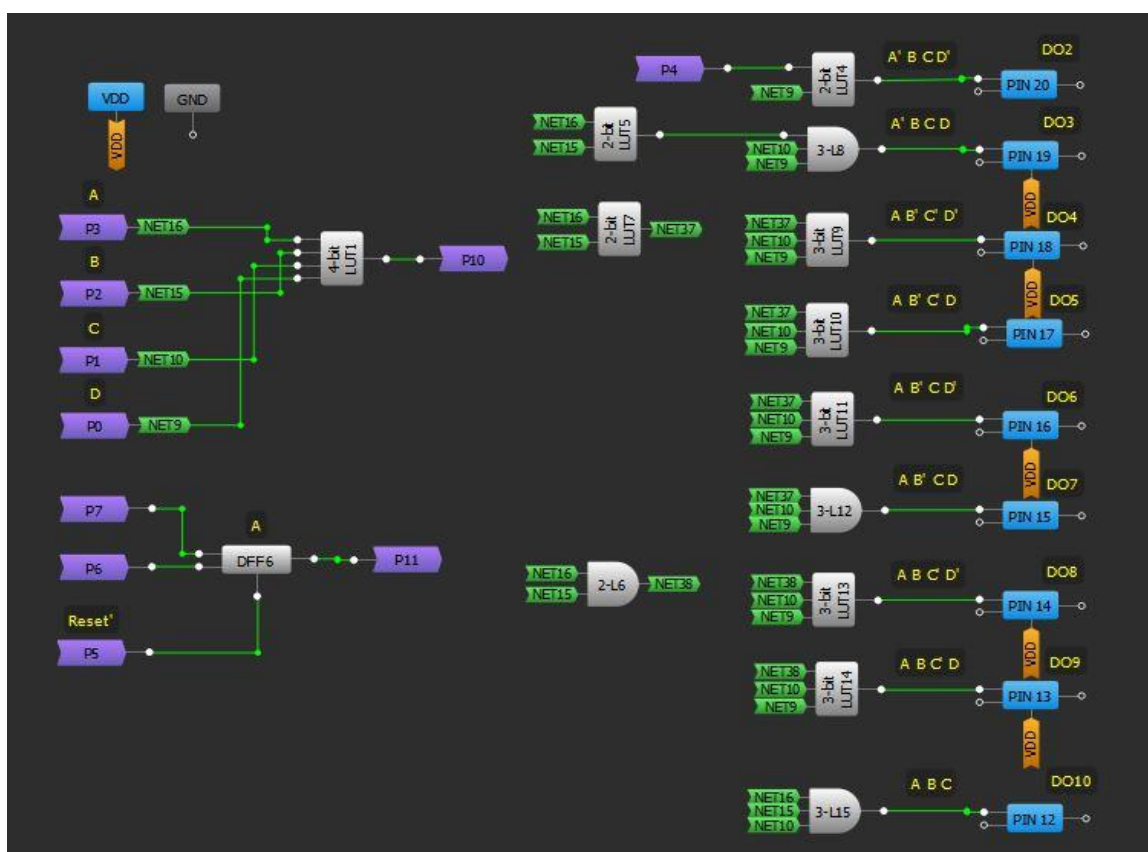 VDD
GND
VDD
A
P3 NET16
B
P2 NET15
C
P1 NET10
D
P0 NET9
4-bit
LUT1
P10
P7
P6
A
DFF6
P11
Reset'
P5
P4
NET9
2-bit
LUT4
A' B C D'
DO2
PIN 20
NET16
NET15
2-bit
LUT5
NET10
NET9
3-L8
A' B C D
DO3
PIN 19
VDD
NET16
NET15
2-bit
LUT7
NET37
NET37
NET10
NET9
3-bit
LUT9
A B' C' D'
DO4
PIN 18
VDD
NET37
NET10
NET9
3-bit
LUT10
A B' C' D
DO5
PIN 17
NET37
NET10
NET9
3-bit
LUT11
A B' C D'
DO6
PIN 16
VDD
NET37
NET10
NET9
3-L12
A B' C D
DO7
PIN 15
NET16
NET15
2-L6
NET38
NET38
NET10
NET9
3-bit
LUT13
A B C' D'
DO8
PIN 14
VDD
NET38
NET10
NET9
3-bit
LUT14
A B C' D
DO9
PIN 13
VDD
NET16
NET15
NET10
3-L15
A B C
DO10
PIN 12